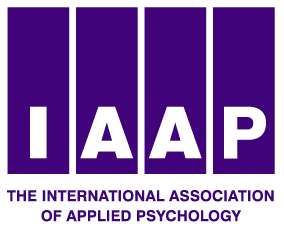 IAAP
THE INTERNATIONAL ASSOCIATION
OF APPLIED PSYCHOLOGY